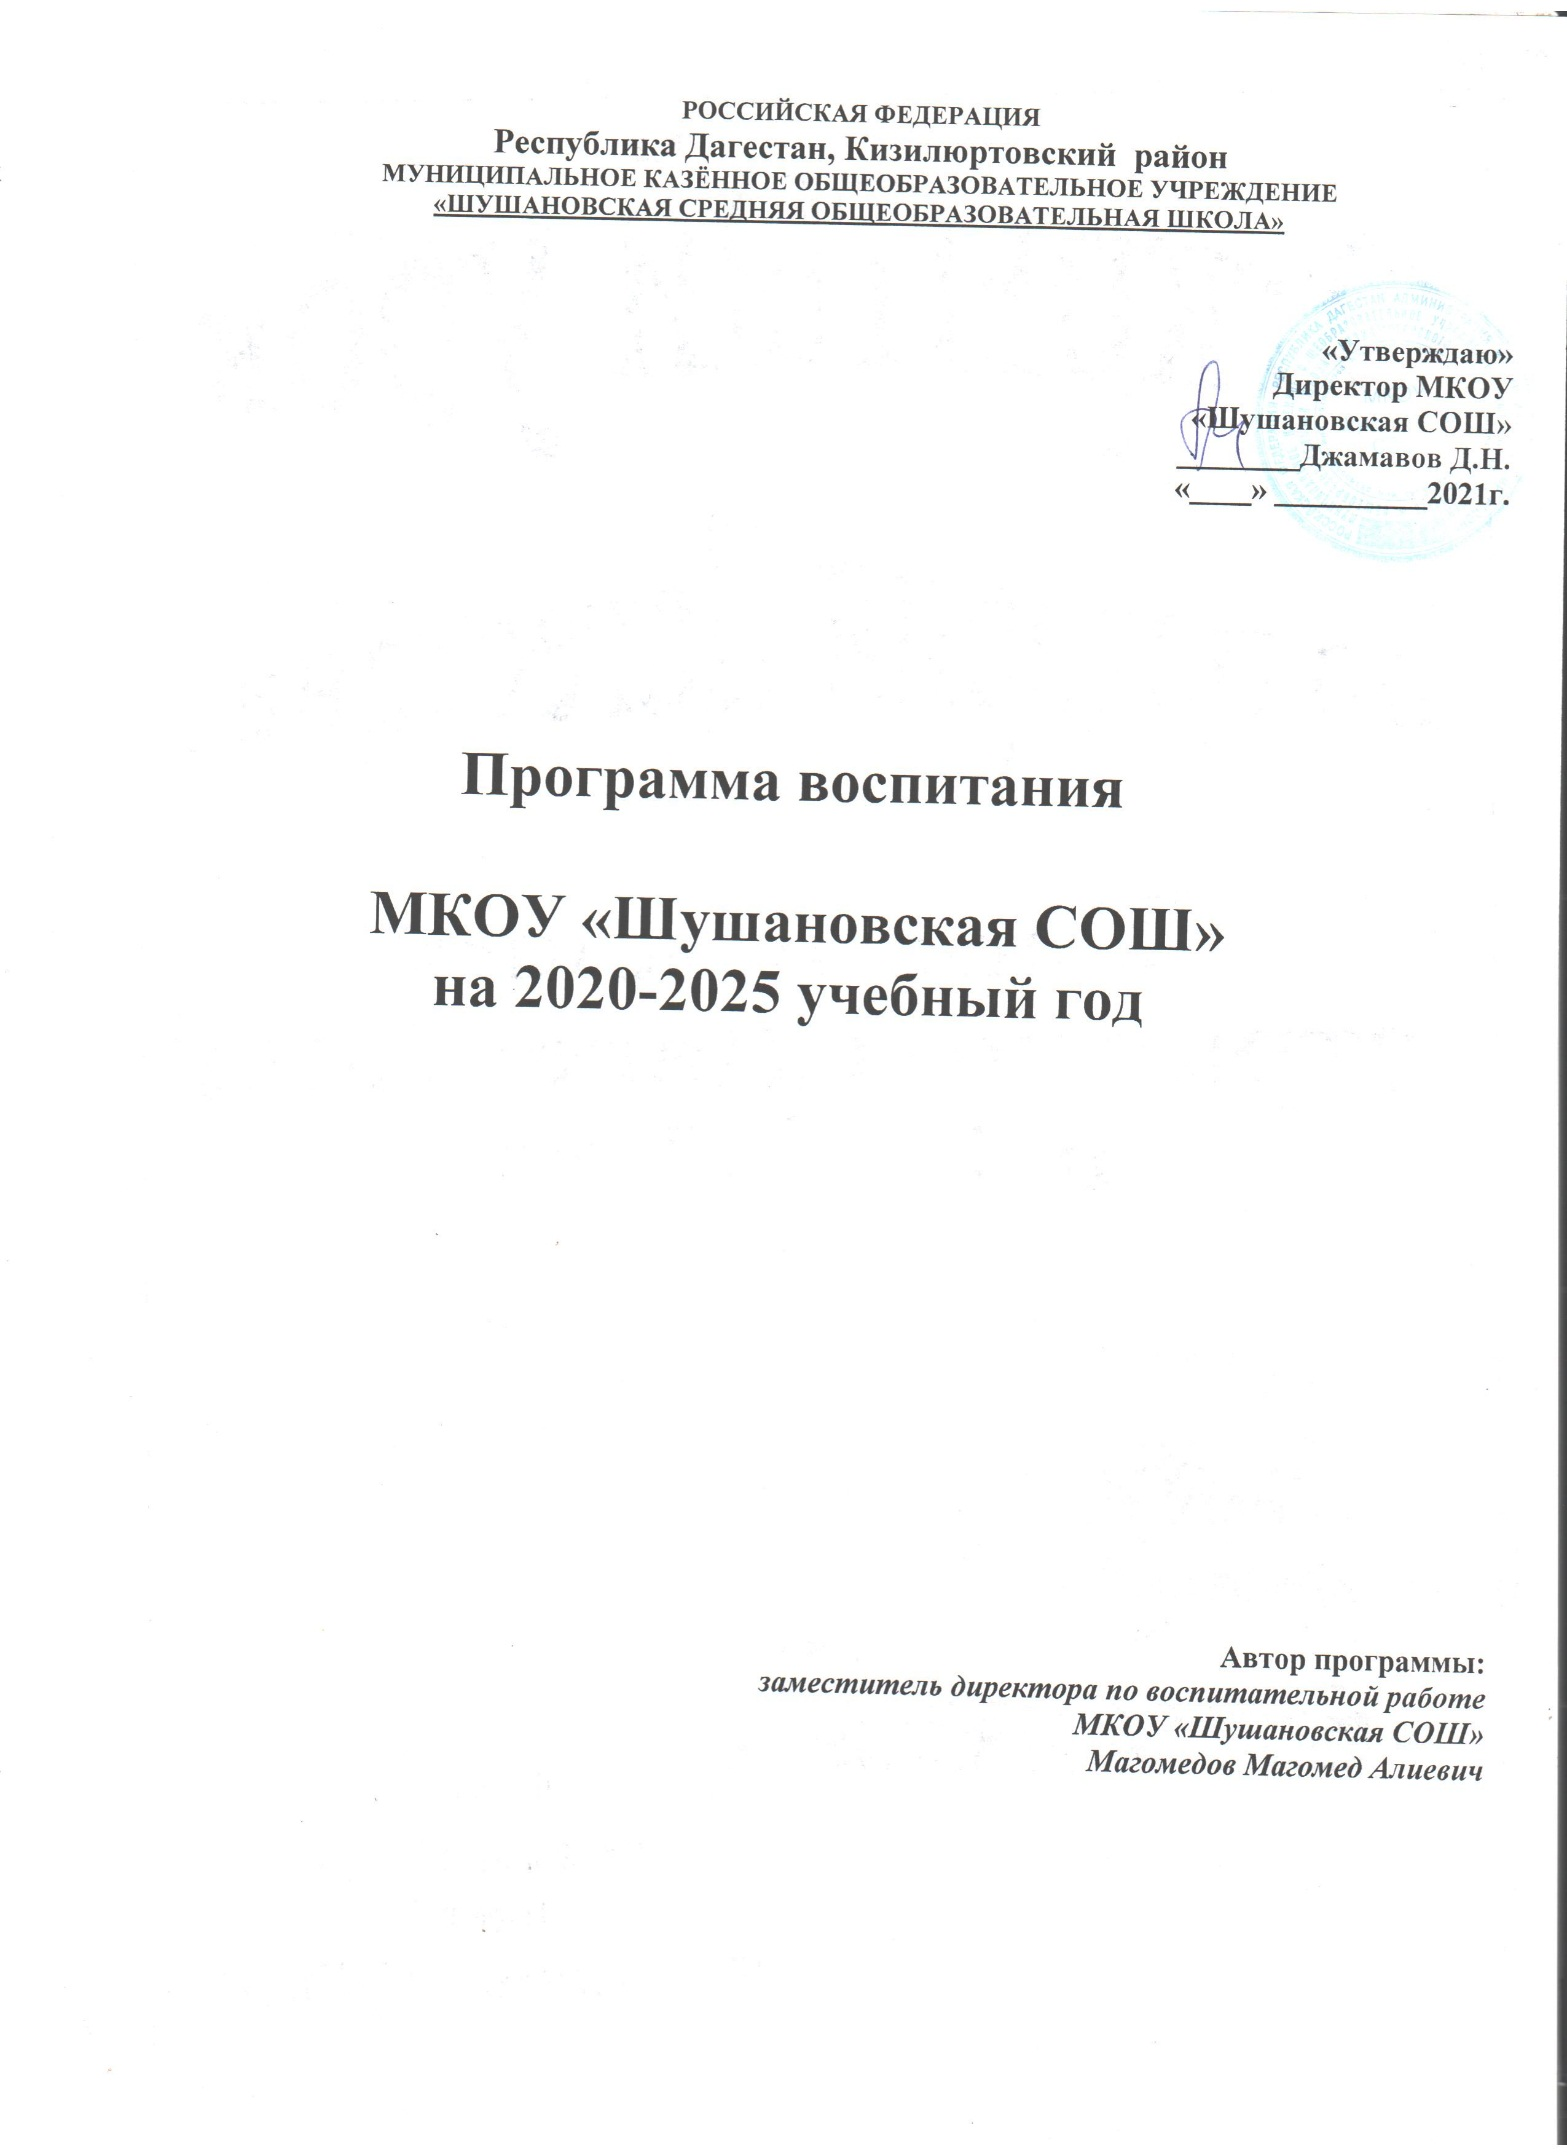 РОССИЙСКАЯ ФЕДЕРАЦИЯ
Республика Дагестан, Кизилюртовский район
МУНИЦИПАЛЬНОЕ КАЗЁННОЕ ОБЩЕОБРАЗОВАТЕЛЬНОЕ УЧРЕЖДЕНИЕ
«ШУШАНОВСКАЯ СРЕДНЯЯ ОБЩЕОБРАЗОВАТЕЛЬНАЯ ШКОЛА»
«Утверждаю»
Директор МКОУ
«Шушановская СОШ»
________Джамавов Д.Н.
«____» __________2021г.
Программа воспитания
МКОУ «Шушановская СОШ»
на 2020-2025 учебный год
Автор программы:
заместитель директора по воспитательной работе
МКОУ «Шушановская СОШ»
Магомедов Магомед Алиевич